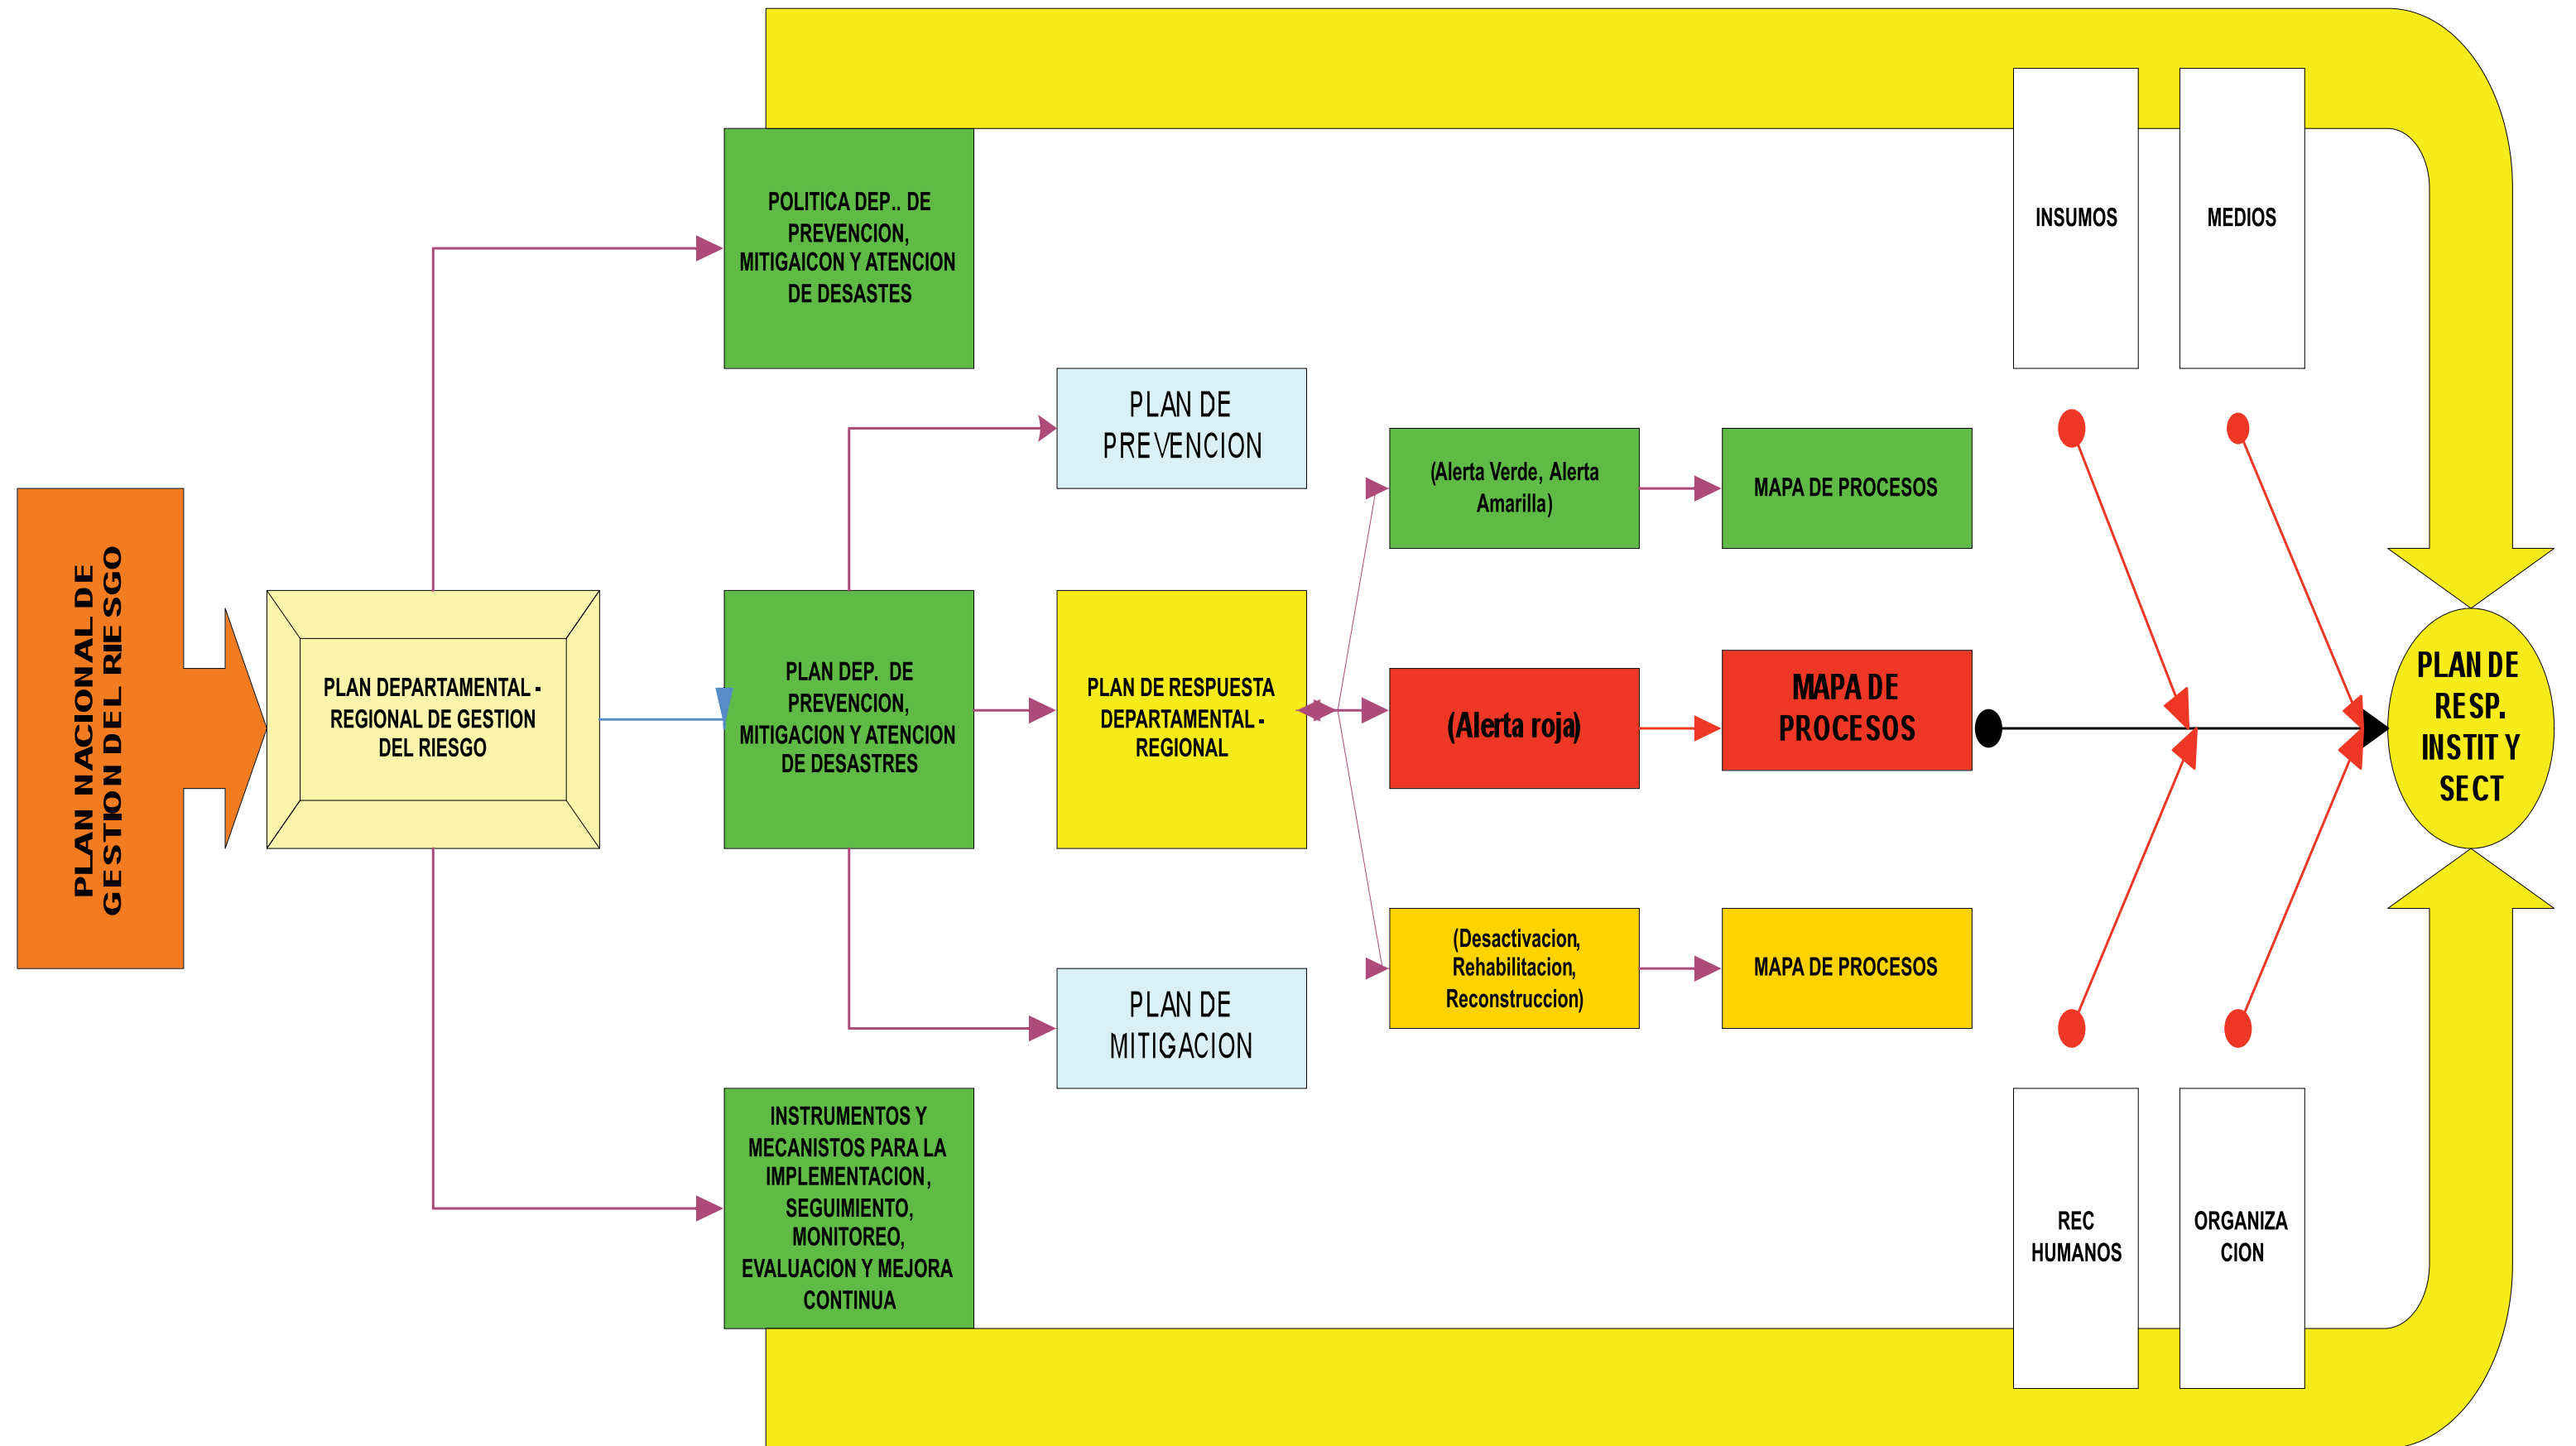 PLAN NACIONAL DE
GESTION DEL RIESGO
PLAN DEPARTAMENTAL -
REGIONAL DE GESTION
DEL RIESGO
POLITICA DEP.. DE
PREVENCION,
MITIGAICON Y ATENCION
DE DESASTES
PLAN DEP. DE
PREVENCION,
MITIGACION Y ATENCION
DE DESASTRES
INSTRUMENTOS Y
MECANISTOS PARA LA
IMPLEMENTACION,
SEGUIMIENTO,
MONITOREO,
EVALUACION Y MEJORA
CONTINUA
PLAN DE
PREVENCION
PLAN DE RESPUESTA
DEPARTAMENTAL -
REGIONAL
PLAN DE
MITIGACION
(Alerta Verde, Alerta
Amarilla)
MAPA DE PROCESOS
(Alerta roja)
MAPA DE
PROCESOS
(Desactivacion,
Rehabilitacion,
Reconstruccion)
MAPA DE PROCESOS
INSUMOS
MEDIOS
REC
HUMANOS
ORGANIZA
CION
PLAN DE
RESP.
INSTIT Y
SECT